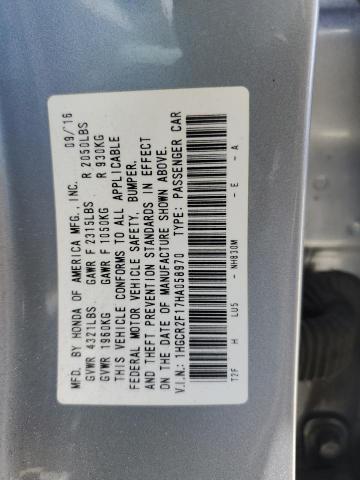 MFD. BY HONDA OF AMERICA MFG., INC. 09/16
GVWR 4321LBS GAWR F 2315LBS R 2050LBS
GVWR 1960KG GAWR F 1050KG R 930KG
THIS VEHICLE CONFORMS TO ALL APPLICABLE
FEDERAL MOTOR VEHICLE SAFETY, BUMPER,
AND THEFT PREVENTION STANDARDS IN EFFECT
ON THE DATE OF MANUFACTURE SHOWN ABOVE.
V.I.N.: 1HGCR2F17HA058970 TYPE: PASSENGER CAR
T2F H LU5 - NH830M - E - A